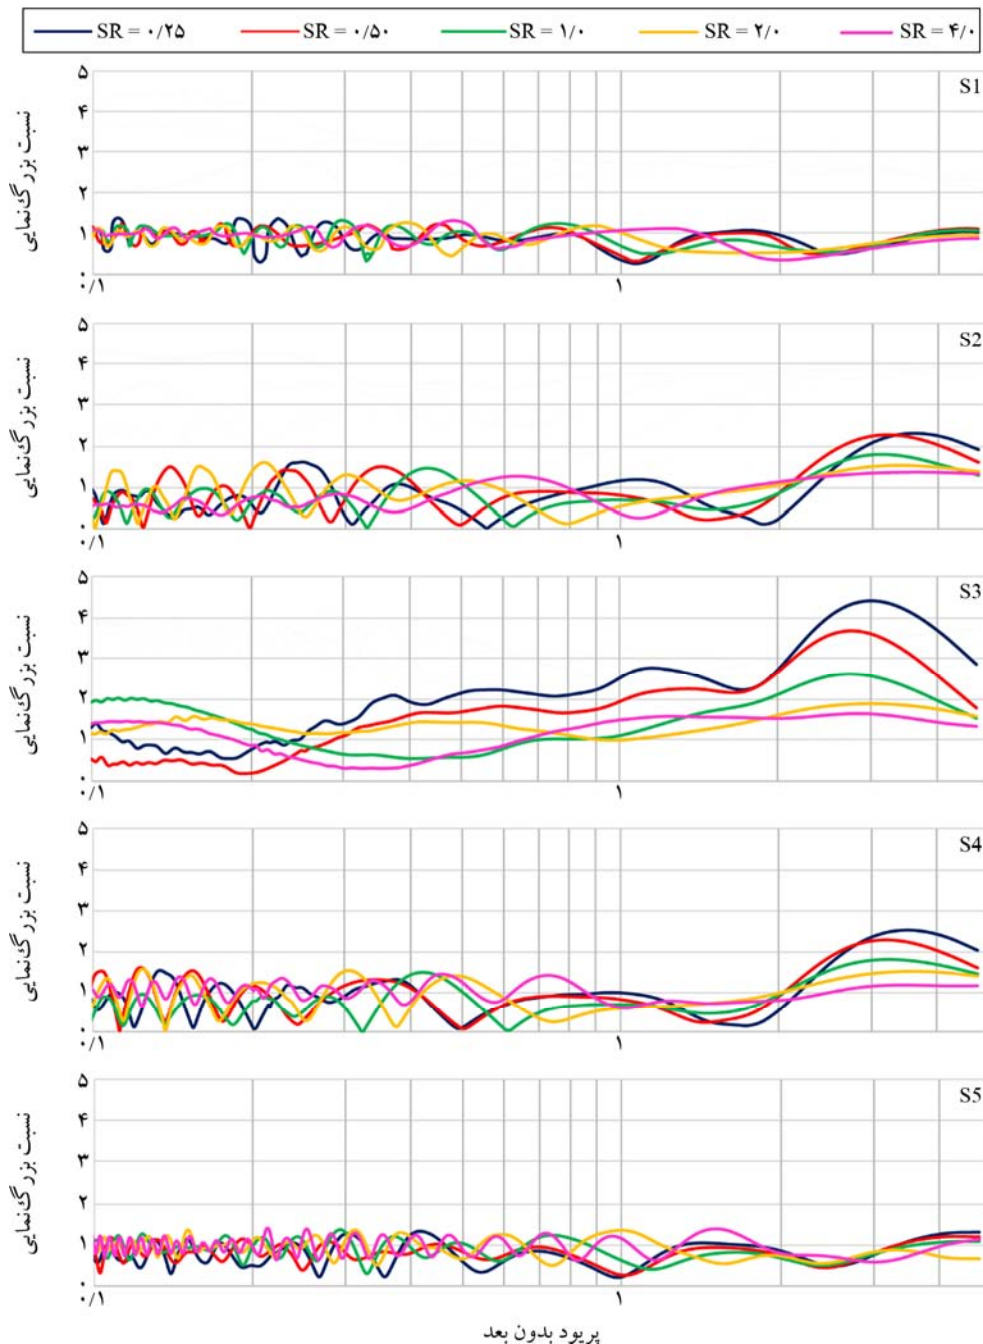 SR = ۰/۲۵ SR = ۰/۵۰ SR = ۱/۰ SR = ۲/۰ SR = ۴/۰
S1
۵
۴
۳
۲
۱
۰
نسبت بزرگ‌نمایی
۰/۱ ۱
S2
۵
۴
۳
۲
۱
۰
نسبت بزرگ‌نمایی
۰/۱ ۱
S3
۵
۴
۳
۲
۱
۰
نسبت بزرگ‌نمایی
۰/۱ ۱
S4
۵
۴
۳
۲
۱
۰
نسبت بزرگ‌نمایی
۰/۱ ۱
S5
۵
۴
۳
۲
۱
۰
نسبت بزرگ‌نمایی
۰/۱ ۱
پریود بدون بعد